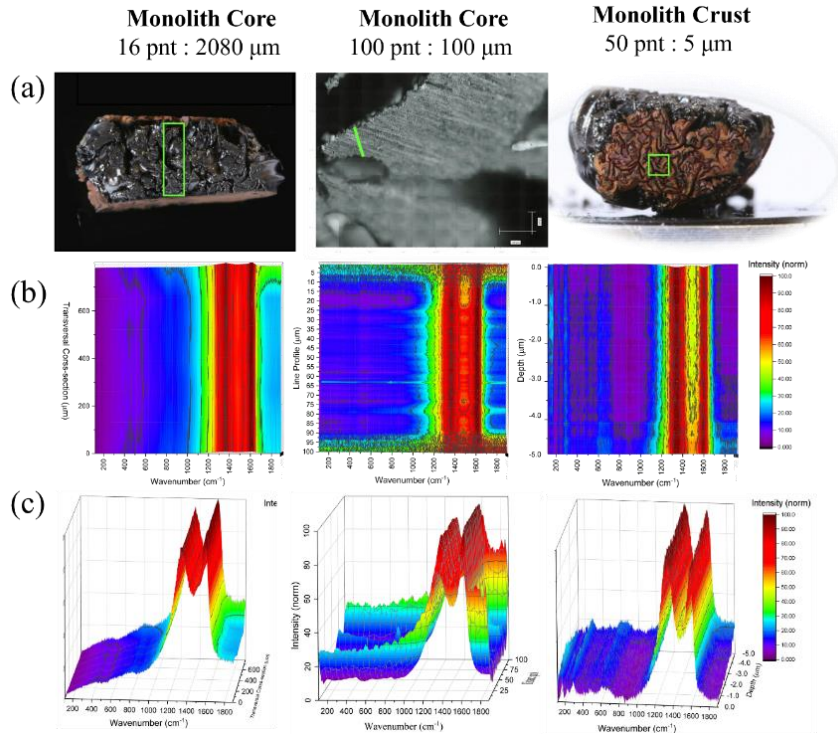 Monolith Core
16 pnt : 2080 μm
Monolith Core
100 pnt : 100 μm
Monolith Crust
50 pnt : 5 μm
(a)
(b)
Transversal Cross-section (μm)
600
400
200
0
200 400 600 800 1000 1200 1400 1600 1800
Wavenumber (cm-1)
Line Profile (μm)
5
10
15
20
25
30
35
40
45
50
55
60
65
70
75
80
85
90
95
100
200 400 600 800 1000 1200 1400 1600 1800
Wavenumber (cm-1)
Depth (μm)
0.0
-1.0
-2.0
-3.0
-4.0
-5.0
200 400 600 800 1000 1200 1400 1600 1800
Wavenumber (cm-1)
Intensity (norm)
100.0
90.00
80.00
70.00
60.00
50.00
40.00
30.00
20.00
10.00
0.000
(c)
Inte
200 400 600 800 1000 1200 1400 1600 1800
Wavenumber (cm-1)
600
400
200
0
Intensity (norm)
100
80
60
40
20
0
200 400 600 800 1000 1200 1400 1600 1800
Wavenumber (cm-1)
100
75
50
25
200 400 600 800 1000 1200 1400 1600 1800
Wavenumber (cm-1)
-5.0
-4.0
-3.0
-2.0
-1.0
0.0
Depth (μm)
Intensity (norm)
100.0
90.00
80.00
70.00
60.00
50.00
40.00
30.00
20.00
10.00
0.000